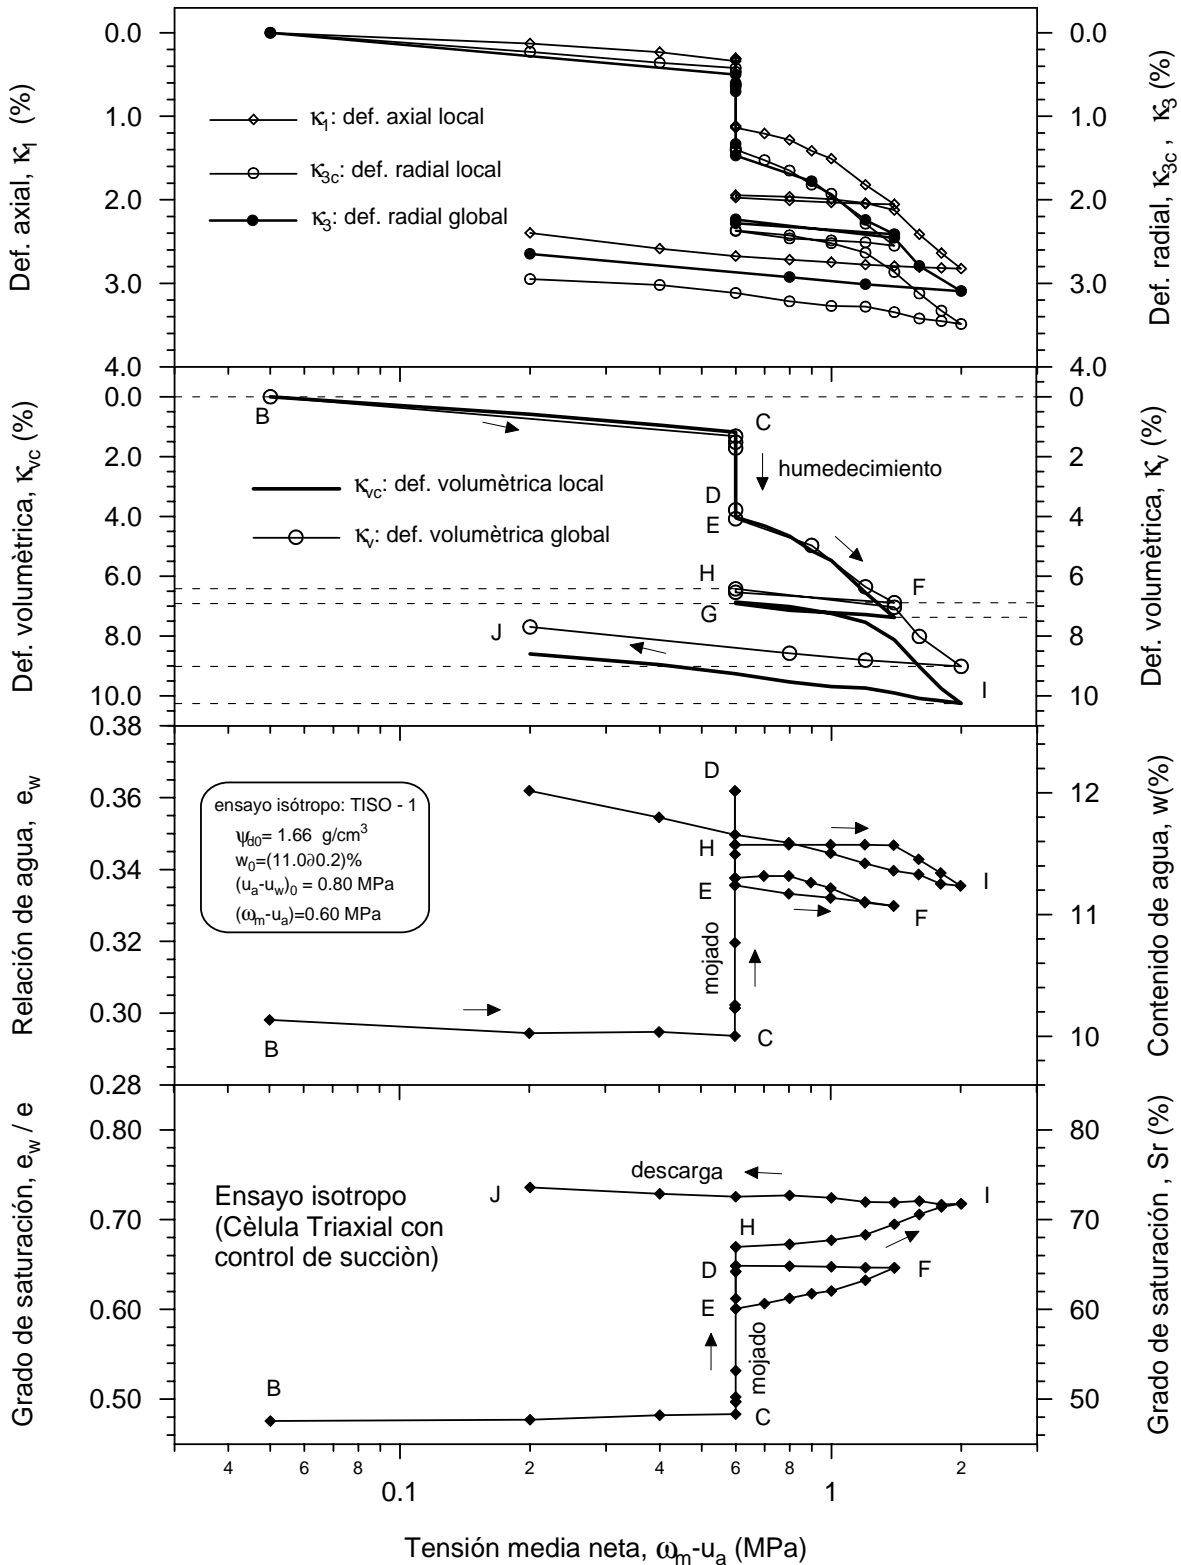 Def. axial, κ1 (%)
0.0
1.0
2.0
3.0
4.0
κ1: def. axial local
κ3c: def. radial local
κ3: def. radial global
0.0
1.0
2.0
3.0
4.0
Def. radial, κ3c , κ3 (%)
Def. volumètrica, κvc (%)
0.0
2.0
4.0
6.0
8.0
10.0
B
C
humedecimiento
D
E
κvc: def. volumètrica local
κv: def. volumètrica global
H
F
G
J
I
0
2
4
6
8
10
Def. volumètrica, κv (%)
Relación de agua, ew
0.38
0.36
0.34
0.32
0.30
0.28
ensayo isótropo: TISO - 1
ψd0= 1.66 g/cm3
w0=(11.0∂0.2)%
(ua-uw)0 = 0.80 MPa
(ωm-ua)=0.60 MPa
D
H
E
I
F
mojado
B
C
12
11
10
Contenido de agua, w(%)
Grado de saturación, ew / e
0.80
0.70
0.60
0.50
descarga
J
I
Ensayo isotropo
(Cèlula Triaxial con
control de succiòn)
H
D
F
E
mojado
B
C
80
70
60
50
Grado de saturación , Sr (%)
4 6 8 2 4 6 8 2
0.1 1
Tensión media neta, ωm-ua (MPa)